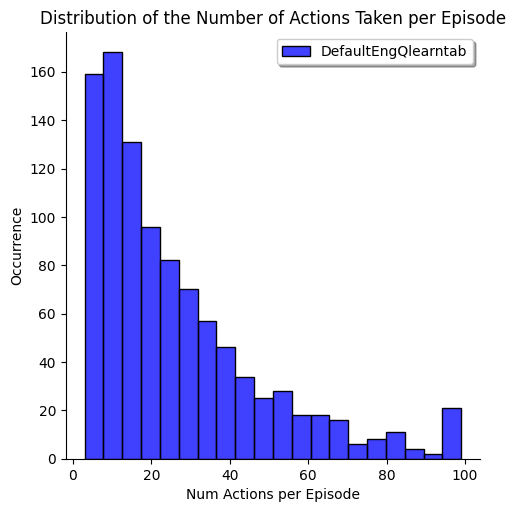 Distribution of the Number of Actions Taken per Episode
DefaultEngQlearntab
160
140
120
100
80
60
40
20
0
Occurrence
0 20 40 60 80 100
Num Actions per Episode